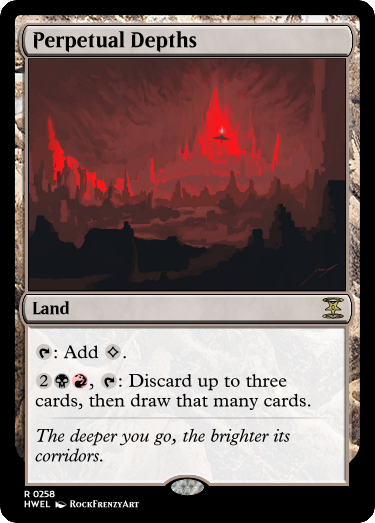 Perpetual Depths
Land
: Add .
2, : Discard up to three
cards, then draw that many cards.
The deeper you go, the brighter its
corridors.
R 0258
HWEL RockFrenzyArt